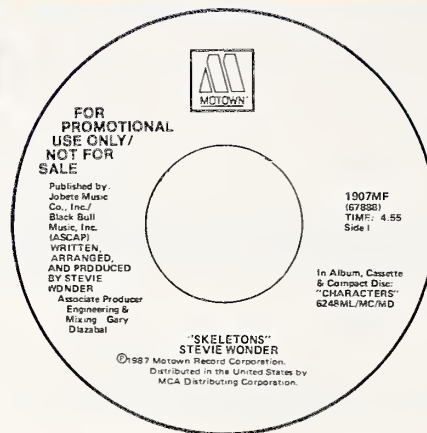 MOTOWN
FOR
PROMOTIONAL
USE ONLY/
NOT FOR
SALE
Published by:
Jobete Music
Co., Inc./
Black Bull
Music, Inc.
(ASCAP)
WRITTEN,
ARRANGED,
AND PRODUCED
BY STEVIE
WONDER
Associate Producer
Engineering &
Mixing Gary
Olazabal
1907MF
(67888)
TIME: 4.55
Side I
In Album, Cassette
& Compact Disc:
"CHARACTERS"
6248ML/MC/MD
"SKELETONS"
STEVIE WONDER
Ⓟ1987 Motown Record Corporation.
Distributed in the United States by
MCA Distributing Corporation.